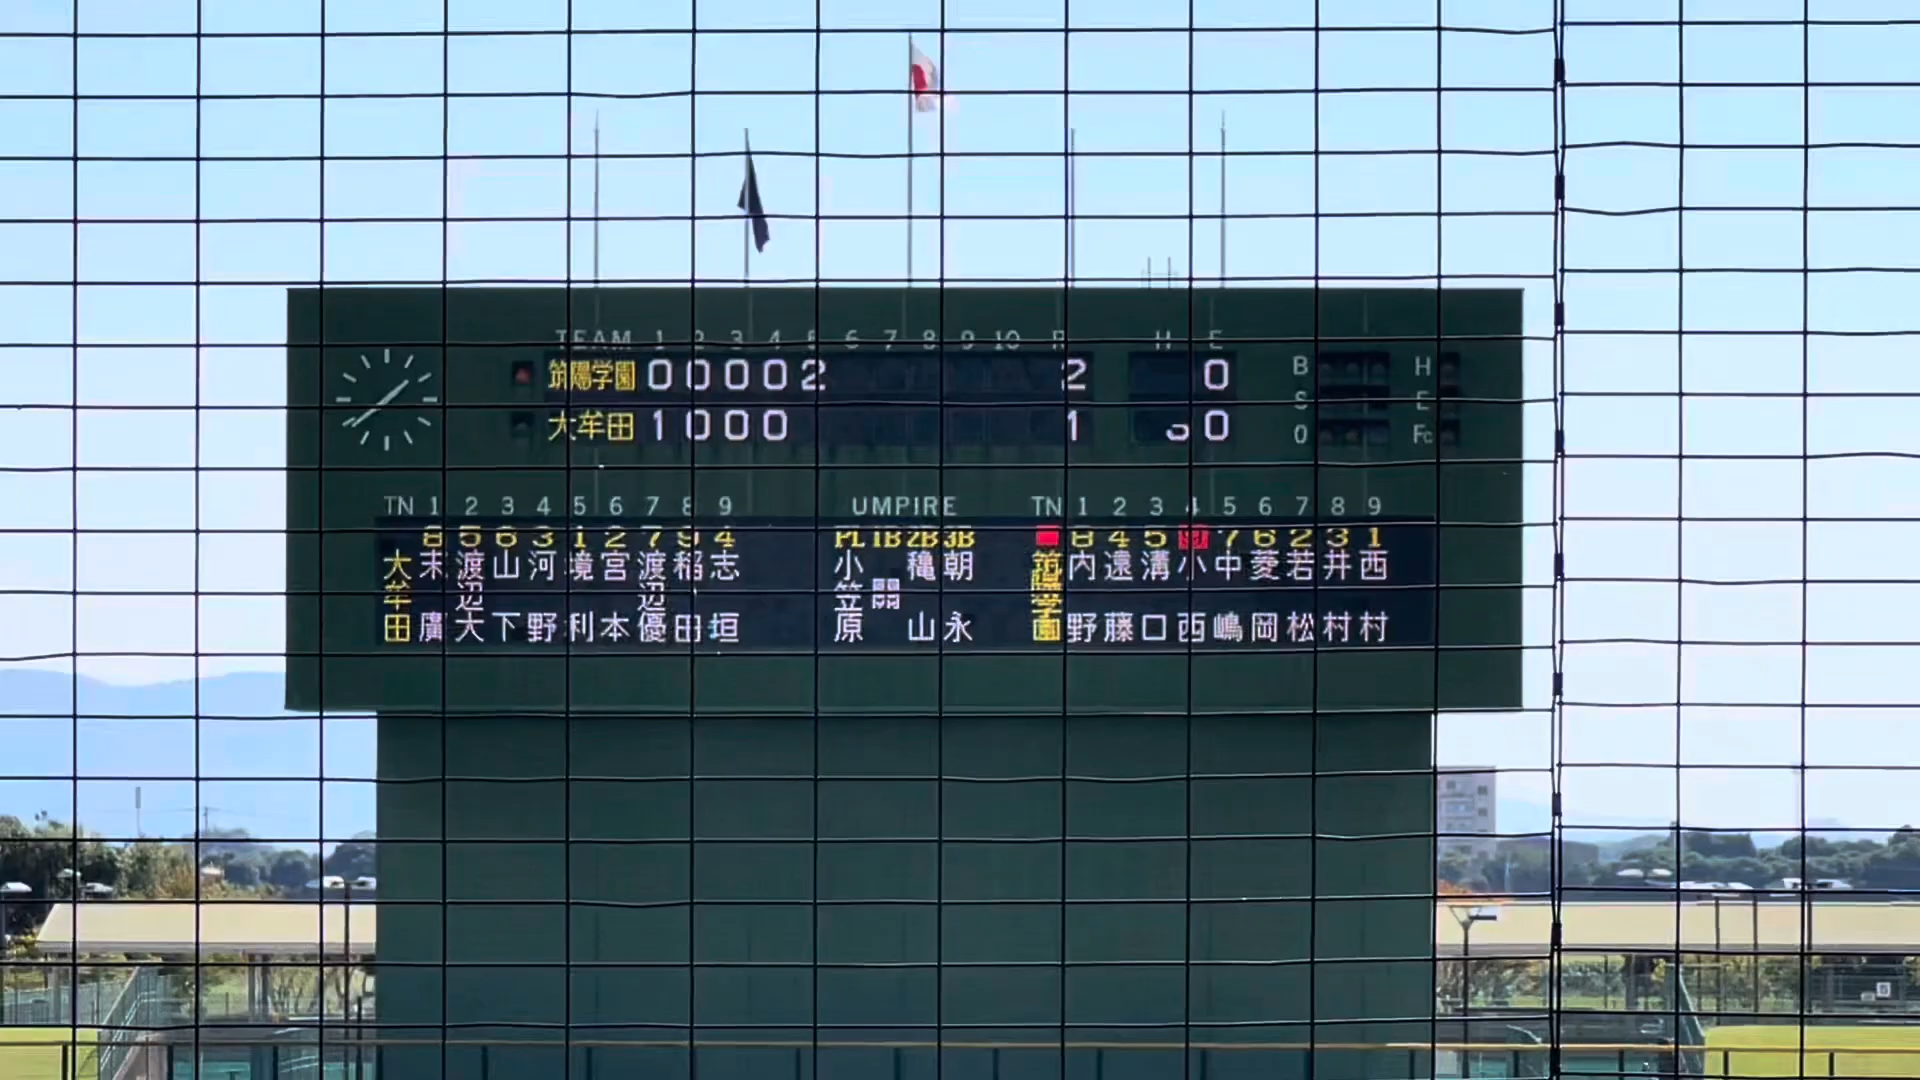 TEAM 1 2 3 4 5 6 7 8 9 10 R H E
筑陽学園 0 0 0 0 2 2 0
大牟田 1 0 0 0 1 0
B H
S E
O Fc
TN 1 2 3 4 5 6 7 8 9
8 5 6 3 1 2 7 9 4
大牟田 末廣 渡辺大 山下 河野 境利 宮本 渡辺優 稲田 志垣
UMPIRE
PL 1B 2B 3B
小笠原 闘 穐山 朝永
TN 1 2 3 4 5 6 7 8 9
8 4 5 9 7 6 2 3 1
筑陽学園 内野 遠藤 溝口 小西 中嶋 菱岡 若松 井村 西村